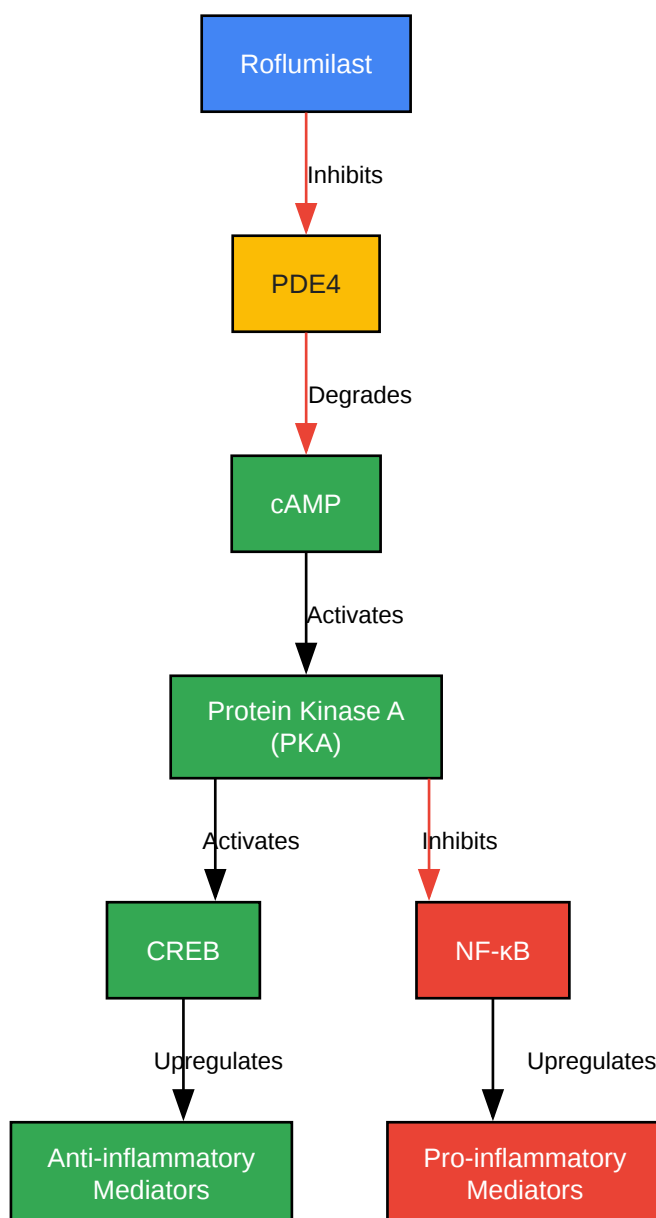 Roflumilast
Inhibits
PDE4
Degrades
cAMP
Activates
Protein Kinase A
(PKA)
Activates
Inhibits
CREB
NF-κB
Upregulates
Upregulates
Anti-inflammatory
Mediators
Pro-inflammatory
Mediators